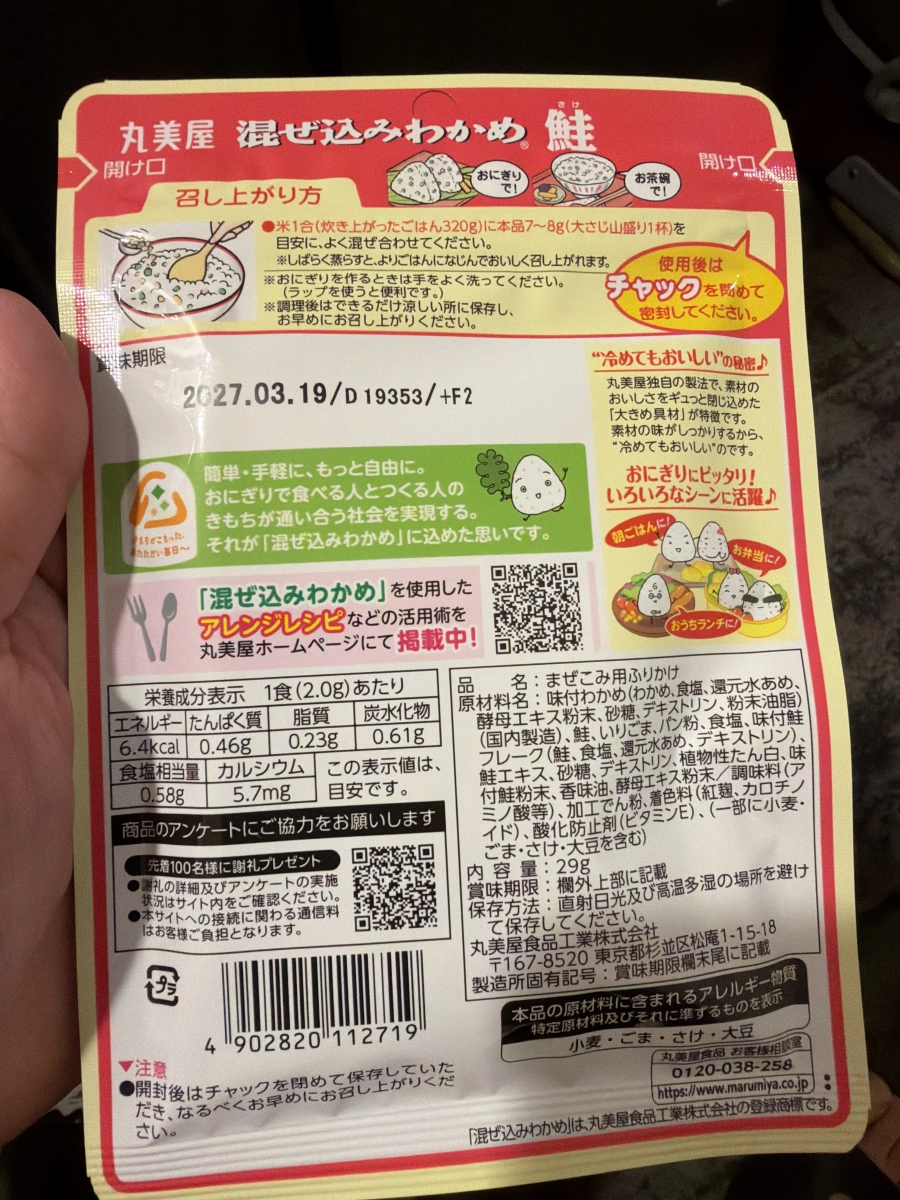 丸美屋 混ぜ込みわかめ® 鮭
さけ
開け口
開け口
おにぎりで!
お茶碗で!
召し上がり方
●米1合(炊き上がったごはん320g)に本品7～8g(大さじ山盛り1杯)を
目安に、よく混ぜ合わせてください。
※しばらく蒸らすと、よりごはんになじんでおいしく召し上がれます。
※おにぎりを作るときは手をよく洗ってください。
(ラップを使うと便利です。)
※調理後はできるだけ涼しい所に保存し、
お早めにお召し上がりください。
使用後は
チャックを閉めて
密封してください。
賞味期限
2027.03.19/D 19353/+F2
"冷めてもおいしい"の秘密♪
丸美屋独自の製法で、素材の
おいしさをギュっと閉じ込めた
「大きめ具材」が特徴です。
素材の味がしっかりするから、
"冷めてもおいしい"のです。
おにぎりにピッタリ!
いろいろなシーンに活躍♪
朝ごはんに!
お弁当に!
おうちランチに!
簡単・手軽に、もっと自由に。
おにぎりで食べる人とつくる人の
きもちが通い合う社会を実現する。
それが「混ぜ込みわかめ」に込めた思いです。
きもちがこもった、
あたたかい毎日へ。
「混ぜ込みわかめ」を使用した
アレンジレシピなどの活用術を
丸美屋ホームページにて掲載中!
栄養成分表示 1食(2.0g)あたり
エネルギー たんぱく質 脂質 炭水化物
6.4kcal 0.46g 0.23g 0.61g
食塩相当量 カルシウム この表示値は、
0.58g 5.7mg 目安です。
品 名:まぜこみ用ふりかけ
原材料名:味付わかめ(わかめ、食塩、還元水あめ、
酵母エキス粉末、砂糖、デキストリン、粉末油脂)
(国内製造)、鮭、いりごま、パン粉、食塩、味付鮭
フレーク(鮭、食塩、還元水あめ、デキストリン)、
鮭エキス、砂糖、デキストリン、植物性たん白、味
付鮭粉末、香味油、酵母エキス粉末/調味料(ア
ミノ酸等)、加工でん粉、着色料(紅麹、カロチノ
イド)、酸化防止剤(ビタミンE)、(一部に小麦・
ごま・さけ・大豆を含む)
内 容 量:29g
賞味期限:欄外上部に記載
保存方法:直射日光及び高温多湿の場所を避け
て保存してください。
丸美屋食品工業株式会社
〒167-8520 東京都杉並区松庵1-15-18
製造所固有記号:賞味期限欄末尾に記載
商品のアンケートにご協力をお願いします
先着100名様に謝礼プレゼント
●謝礼の詳細及びアンケートの実施
状況はサイト内をご確認ください。
●本サイトへの接続に関わる通信料
はお客様ご負担となります。
プラ
4 902820 112719
本品の原材料に含まれるアレルギー物質
特定原材料及びそれに準ずるものを表示
小麦・ごま・さけ・大豆
丸美屋食品 お客様相談室
0120-038-258
https://www.marumiya.co.jp
▼注意
●開封後はチャックを閉めて保存していた
だき、なるべくお早めにお召し上がりくだ
さい。
「混ぜ込みわかめ」は、丸美屋食品工業株式会社の登録商標です。